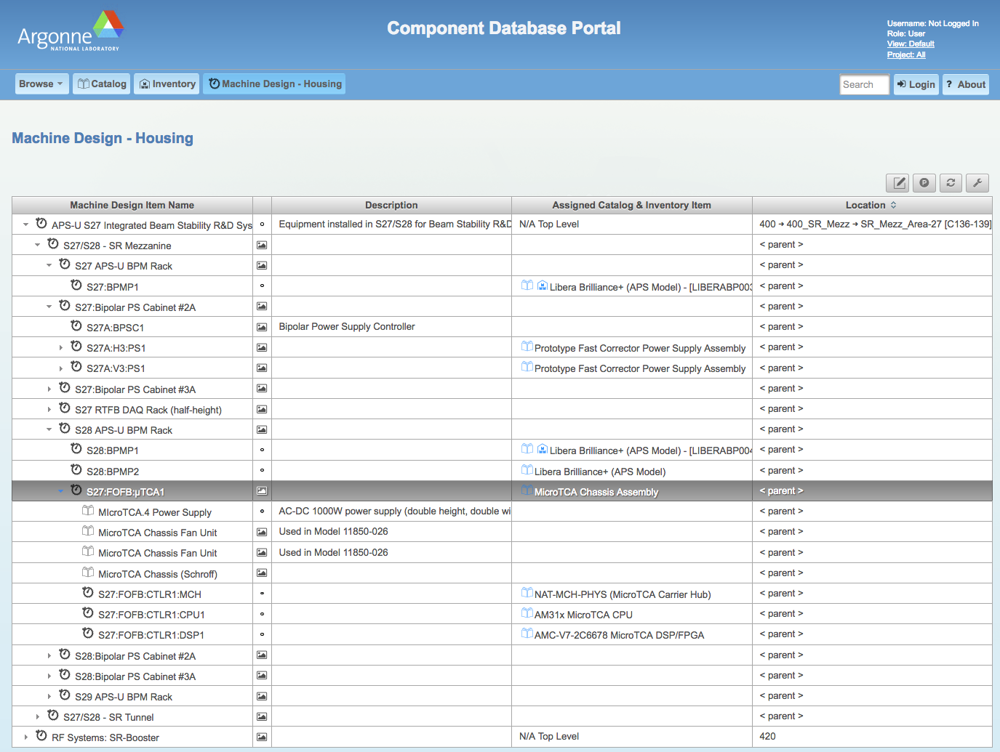 Argonne
NATIONAL LABORATORY
Component Database Portal
Username: Not Logged In
Role: User
View: Default
Project: All
Browse Catalog Inventory Machine Design - Housing Search Login ? About
Machine Design - Housing
Machine Design Item Name Description Assigned Catalog & Inventory Item Location
APS-U S27 Integrated Beam Stability R&D Sys Equipment installed in S27/S28 for Beam Stability R&D N/A Top Level 400 → 400_SR_Mezz → SR_Mezz_Area-27 [C136-139]
S27/S28 - SR Mezzanine < parent >
S27 APS-U BPM Rack < parent >
S27:BPMP1 Libera Brilliance+ (APS Model) - [LIBERABP003 < parent >
S27:Bipolar PS Cabinet #2A < parent >
S27A:BPSC1 Bipolar Power Supply Controller < parent >
S27A:H3:PS1 Prototype Fast Corrector Power Supply Assembly < parent >
S27A:V3:PS1 Prototype Fast Corrector Power Supply Assembly < parent >
S27:Bipolar PS Cabinet #3A < parent >
S27 RTFB DAQ Rack (half-height) < parent >
S28 APS-U BPM Rack < parent >
S28:BPMP1 Libera Brilliance+ (APS Model) - [LIBERABP004 < parent >
S28:BPMP2 Libera Brilliance+ (APS Model) < parent >
S27:FOFB:µTCA1 MicroTCA Chassis Assembly < parent >
MIcroTCA.4 Power Supply AC-DC 1000W power supply (double height, double wi < parent >
MicroTCA Chassis Fan Unit Used in Model 11850-026 < parent >
MicroTCA Chassis Fan Unit Used in Model 11850-026 < parent >
MicroTCA Chassis (Schroff) < parent >
S27:FOFB:CTLR1:MCH NAT-MCH-PHYS (MicroTCA Carrier Hub) < parent >
S27:FOFB:CTLR1:CPU1 AM31x MicroTCA CPU < parent >
S27:FOFB:CTLR1:DSP1 AMC-V7-2C6678 MicroTCA DSP/FPGA < parent >
S28:Bipolar PS Cabinet #2A < parent >
S28:Bipolar PS Cabinet #3A < parent >
S29 APS-U BPM Rack < parent >
S27/S28 - SR Tunnel < parent >
RF Systems: SR-Booster N/A Top Level 420